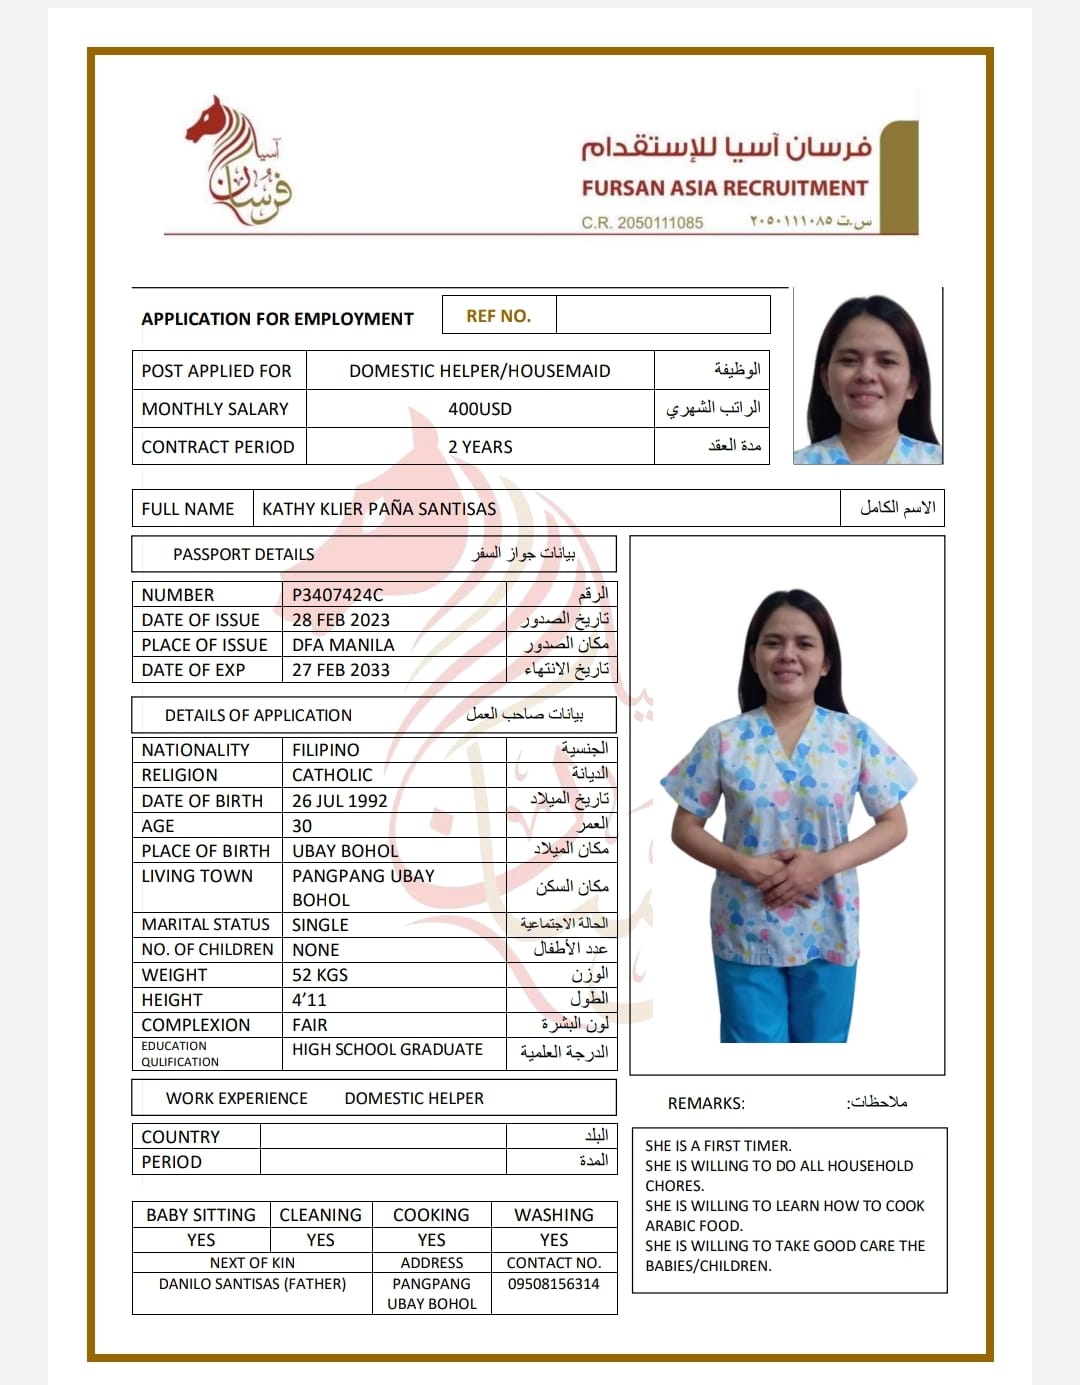 آسيا
فرسان
فرسان آسيا للإستقدام
FURSAN ASIA RECRUITMENT
C.R. 2050111085 س.ت ٢٠٥٠١١١٠٨٥
APPLICATION FOR EMPLOYMENT REF NO.
POST APPLIED FOR DOMESTIC HELPER/HOUSEMAID الوظيفة
MONTHLY SALARY 400USD الراتب الشهري
CONTRACT PERIOD 2 YEARS مدة العقد
FULL NAME KATHY KLIER PAÑA SANTISAS الاسم الكامل
PASSPORT DETAILS بيانات جواز السفر
NUMBER P3407424C الرقم
DATE OF ISSUE 28 FEB 2023 تاريخ الصدور
PLACE OF ISSUE DFA MANILA مكان الصدور
DATE OF EXP 27 FEB 2033 تاريخ الانتهاء
DETAILS OF APPLICATION بيانات صاحب العمل
NATIONALITY FILIPINO الجنسية
RELIGION CATHOLIC الديانة
DATE OF BIRTH 26 JUL 1992 تاريخ الميلاد
AGE 30 العمر
PLACE OF BIRTH UBAY BOHOL مكان الميلاد
LIVING TOWN PANGPANG UBAY
BOHOL مكان السكن
MARITAL STATUS SINGLE الحالة الاجتماعية
NO. OF CHILDREN NONE عدد الأطفال
WEIGHT 52 KGS الوزن
HEIGHT 4’11 الطول
COMPLEXION FAIR لون البشرة
EDUCATION
QULIFICATION HIGH SCHOOL GRADUATE الدرجة العلمية
WORK EXPERIENCE DOMESTIC HELPER
COUNTRY البلد
PERIOD المدة
BABY SITTING CLEANING COOKING WASHING
YES YES YES YES
NEXT OF KIN ADDRESS CONTACT NO.
DANILO SANTISAS (FATHER) PANGPANG 09508156314
UBAY BOHOL
REMARKS: ملاحظات:
SHE IS A FIRST TIMER.
SHE IS WILLING TO DO ALL HOUSEHOLD
CHORES.
SHE IS WILLING TO LEARN HOW TO COOK
ARABIC FOOD.
SHE IS WILLING TO TAKE GOOD CARE THE
BABIES/CHILDREN.